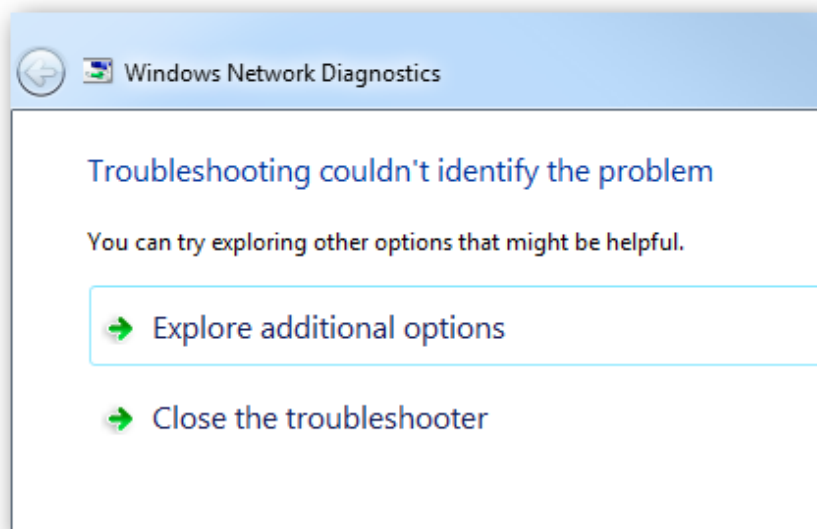 Windows Network Diagnostics
Troubleshooting couldn't identify the problem
You can try exploring other options that might be helpful.
Explore additional options
Close the troubleshooter